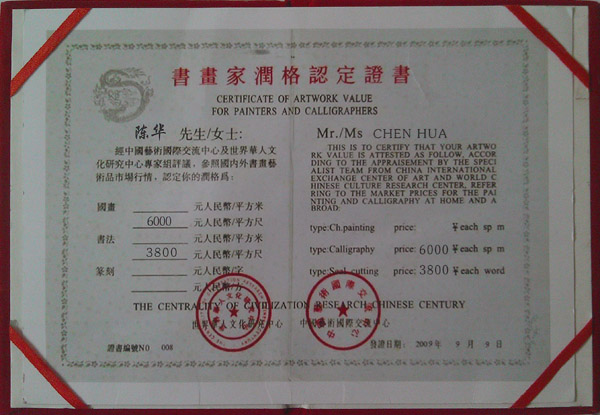 書畫家潤格認定證書
CERTIFICATE OF ARTWORK VALUE
FOR PAINTERS AND CALLIGRAPHERS
陈华 先生/女士:
經中國藝術國際交流中心及世界華人文
化研究中心專家組評議，參照國内外書畫藝
術品市場行情，認定你的潤格爲:
國畫 元人民幣/平方米
6000 元人民幣/平方尺
書法 元人民幣/平方米
3800 元人民幣/平方尺
篆刻 元人民幣/字
元人民幣/方
Mr./Ms CHEN HUA
THIS IS TO CERTIFY THAT YOUR ARTWO
RK VALUE IS ATTESTED AS FOLLOW, ACCOR
DING TO THE APPRAISEMENT BY THE SPECI
ALIST TEAM FROM CHINA INTERNATIONAL
EXCHANGE CENTER OF ART AND WORLD C
HINESE CULTURE RESEARCH CENTER, REFER
RING TO THE MARKET PRICES FOR THE PAI
NTING AND CALLIGRAPHY AT HOME AND A
BROAD:
type:Ch.painting price: ¥each sp m
type:Calligraphy price: 6000 ¥each sp m
type:Seal cutting price: 3800 ¥each word
THE CENTRALITY OF CIVILIZATION RESEARCH CHINESE CENTURY
世界華人文化研究中心 中國藝術國際交流中心
證書編號NO 008
發證日期: 2009年 9月 9日